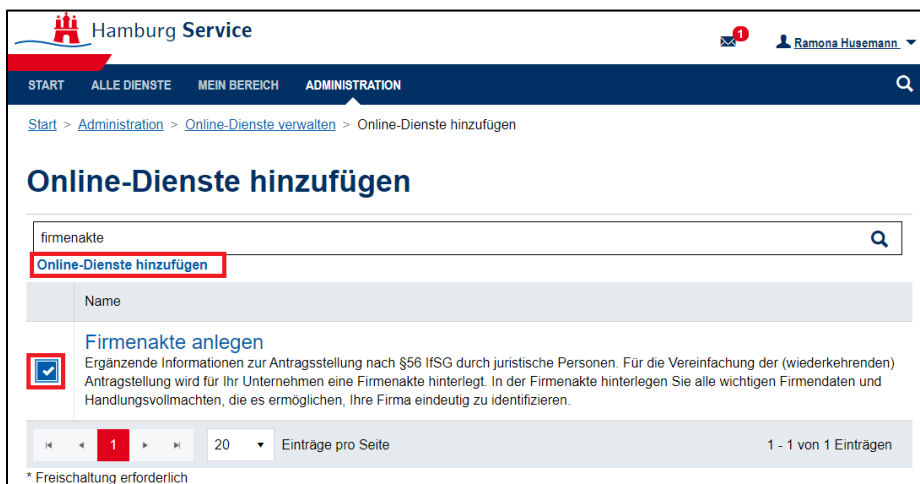 Hamburg Service
1
Ramona Husemann
START ALLE DIENSTE MEIN BEREICH ADMINISTRATION
Start > Administration > Online-Dienste verwalten > Online-Dienste hinzufügen
Online-Dienste hinzufügen
firmenakte
Online-Dienste hinzufügen
Name
Firmenakte anlegen
Ergänzende Informationen zur Antragsstellung nach §56 IfSG durch juristische Personen. Für die Vereinfachung der (wiederkehrenden)
Antragstellung wird für Ihr Unternehmen eine Firmenakte hinterlegt. In der Firmenakte hinterlegen Sie alle wichtigen Firmendaten und
Handlungsvollmachten, die es ermöglichen, Ihre Firma eindeutig zu identifizieren.
1 20 Einträge pro Seite 1 - 1 von 1 Einträgen
* Freischaltung erforderlich